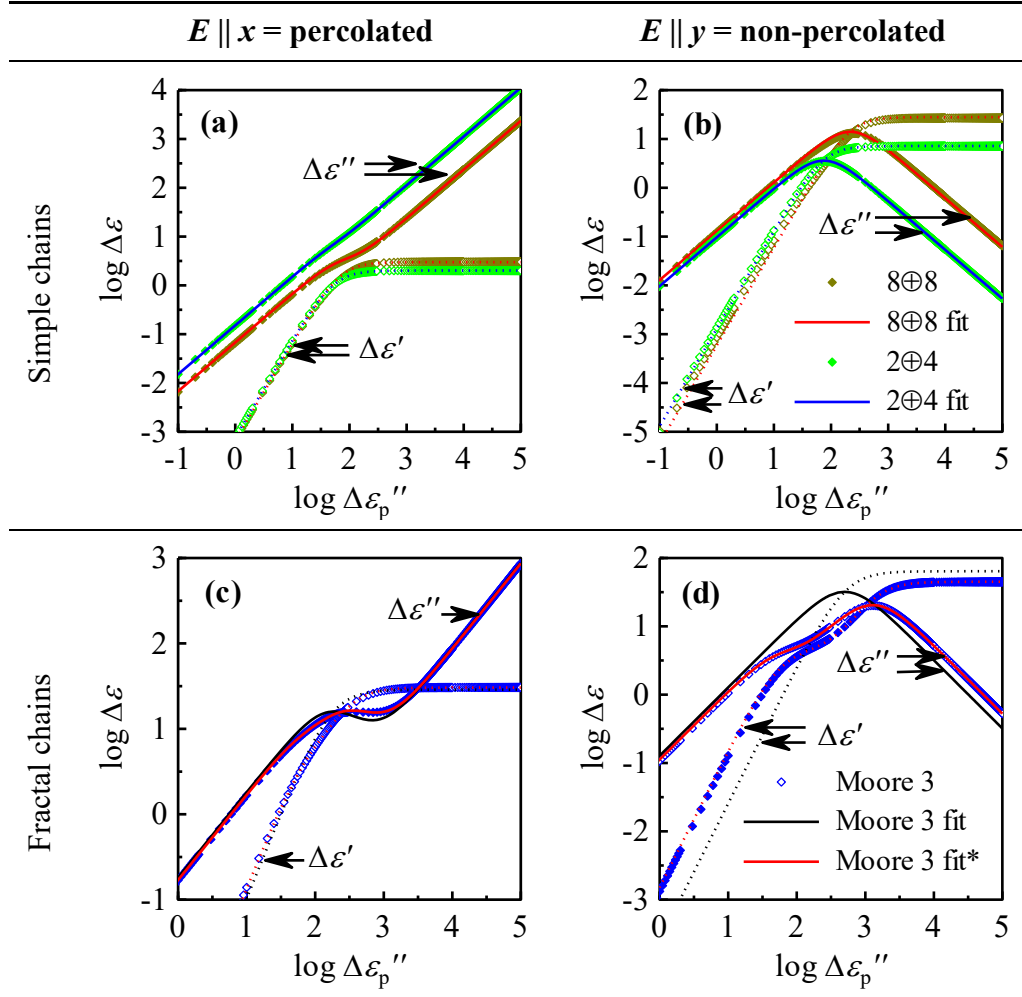 E || x = percolated
E || y = non-percolated
Simple chains
(a)
log Δε
4
3
2
1
0
-1
-2
-3
Δε''
Δε'
-1 0 1 2 3 4 5
log Δεp''
(b)
log Δε
2
1
0
-1
-2
-3
-4
-5
Δε''
Δε'
8⊕8
8⊕8 fit
2⊕4
2⊕4 fit
-1 0 1 2 3 4 5
log Δεp''
Fractal chains
(c)
log Δε
3
2
1
0
-1
Δε''
Δε'
0 1 2 3 4 5
log Δεp''
(d)
log Δε
2
1
0
-1
-2
-3
Δε''
Δε'
Moore 3
Moore 3 fit
Moore 3 fit*
0 1 2 3 4 5
log Δεp''